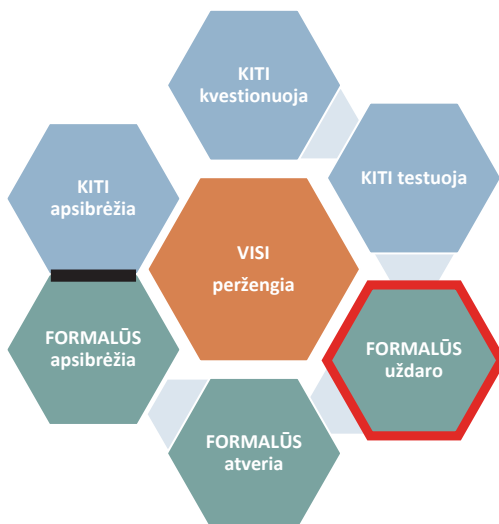 KITI
kvestionuoja
KITI testuoja
KITI
apsibrėžia
VISI
peržengia
FORMALŪS
apsibrėžia
FORMALŪS
uždaro
FORMALŪS
atveria